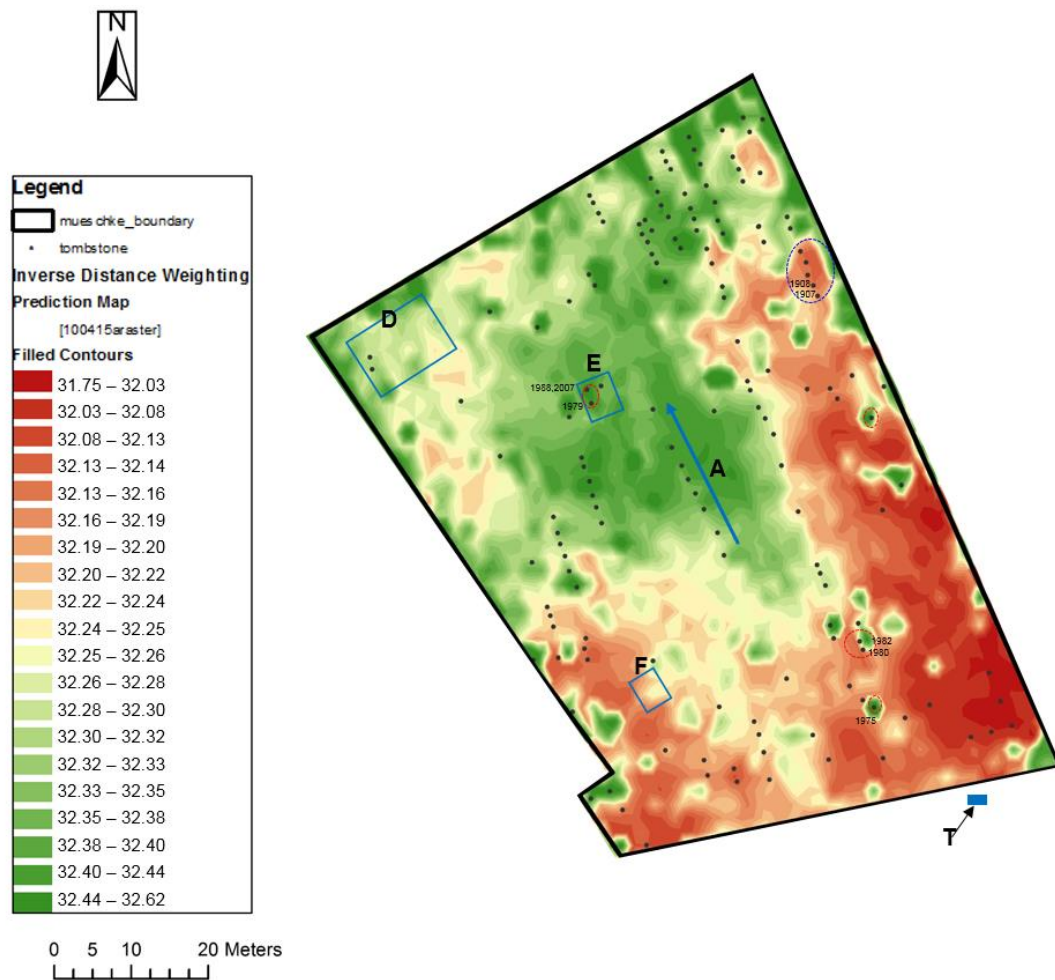 N
Legend
mueschke_boundary
tombstone
Inverse Distance Weighting
Prediction Map
[100415araster]
Filled Contours
31.75 – 32.03
32.03 – 32.08
32.08 – 32.13
32.13 – 32.14
32.13 – 32.16
32.16 – 32.19
32.19 – 32.20
32.20 – 32.22
32.22 – 32.24
32.24 – 32.25
32.25 – 32.26
32.26 – 32.28
32.28 – 32.30
32.30 – 32.32
32.32 – 32.33
32.33 – 32.35
32.35 – 32.38
32.38 – 32.40
32.40 – 32.44
32.44 – 32.62
0 5 10 20 Meters
1908
1907
D
E
1988,2007
1979
A
1982
1980
F
1975
T